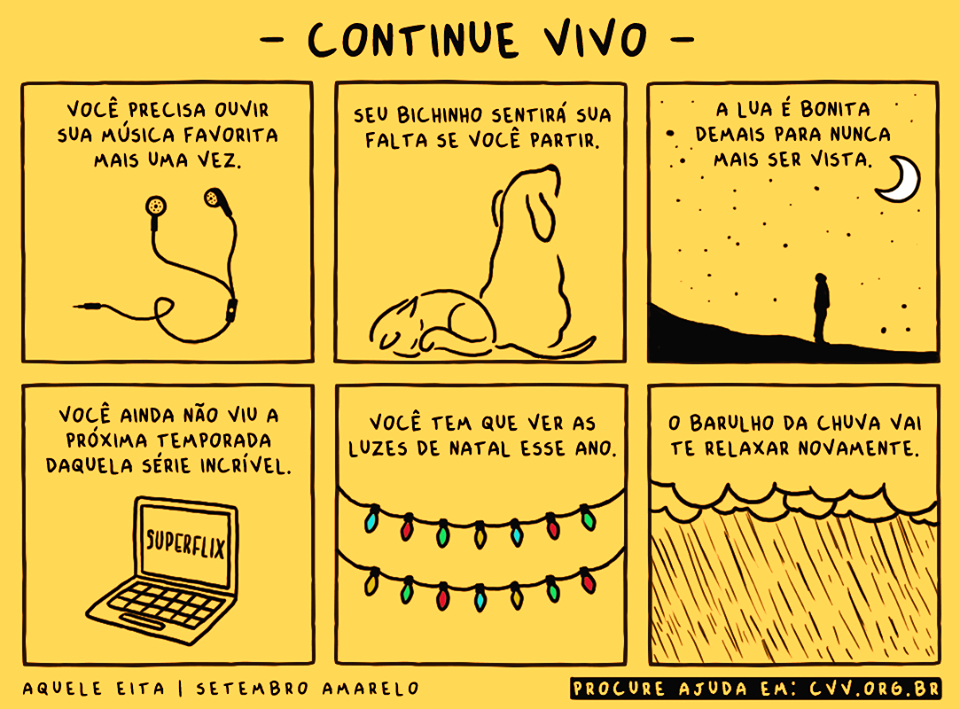 - CONTINUE VIVO -
VOCÊ PRECISA OUVIR
SUA MÚSICA FAVORITA
MAIS UMA VEZ.
SEU BICHINHO SENTIRÁ SUA
FALTA SE VOCÊ PARTIR.
A LUA É BONITA
DEMAIS PARA NUNCA
MAIS SER VISTA.
VOCÊ AINDA NÃO VIU A
PRÓXIMA TEMPORADA
DAQUELA SÉRIE INCRÍVEL.
SUPERFLIX
VOCÊ TEM QUE VER AS
LUZES DE NATAL ESSE ANO.
O BARULHO DA CHUVA VAI
TE RELAXAR NOVAMENTE.
AQUELE EITA | SETEMBRO AMARELO
PROCURE AJUDA EM: CVV.ORG.BR